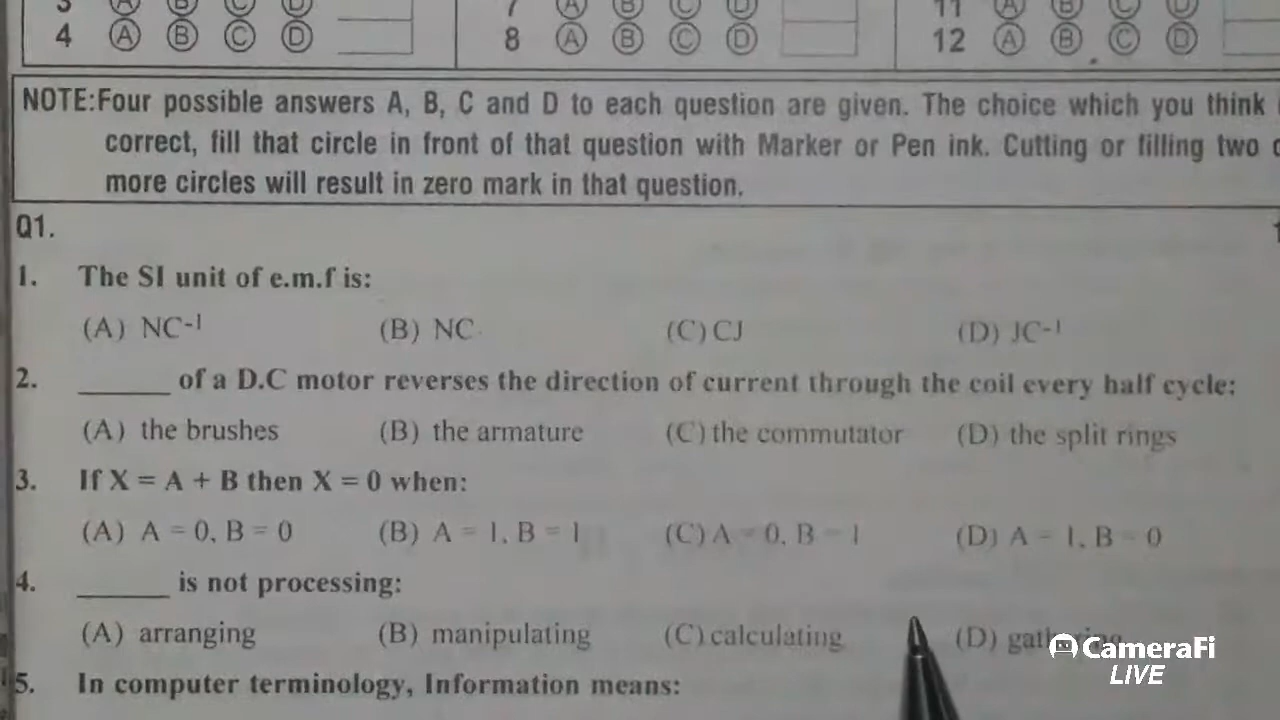 3 A B C D 7 A B C D 11 A B C D
4 A B C D 8 A B C D 12 A B C D
NOTE:Four possible answers A, B, C and D to each question are given. The choice which you think
correct, fill that circle in front of that question with Marker or Pen ink. Cutting or filling two
more circles will result in zero mark in that question.
Q1.
1. The SI unit of e.m.f is:
(A) NC-1 (B) NC (C) CJ (D) JC-1
2. ______ of a D.C motor reverses the direction of current through the coil every half cycle:
(A) the brushes (B) the armature (C) the commutator (D) the split rings
3. If X = A + B then X = 0 when:
(A) A = 0, B = 0 (B) A = 1, B = 1 (C) A = 0, B = 1 (D) A = 1, B = 0
4. ______ is not processing:
(A) arranging (B) manipulating (C) calculating (D)
CameraFi
LIVE
5. In computer terminology, Information means: